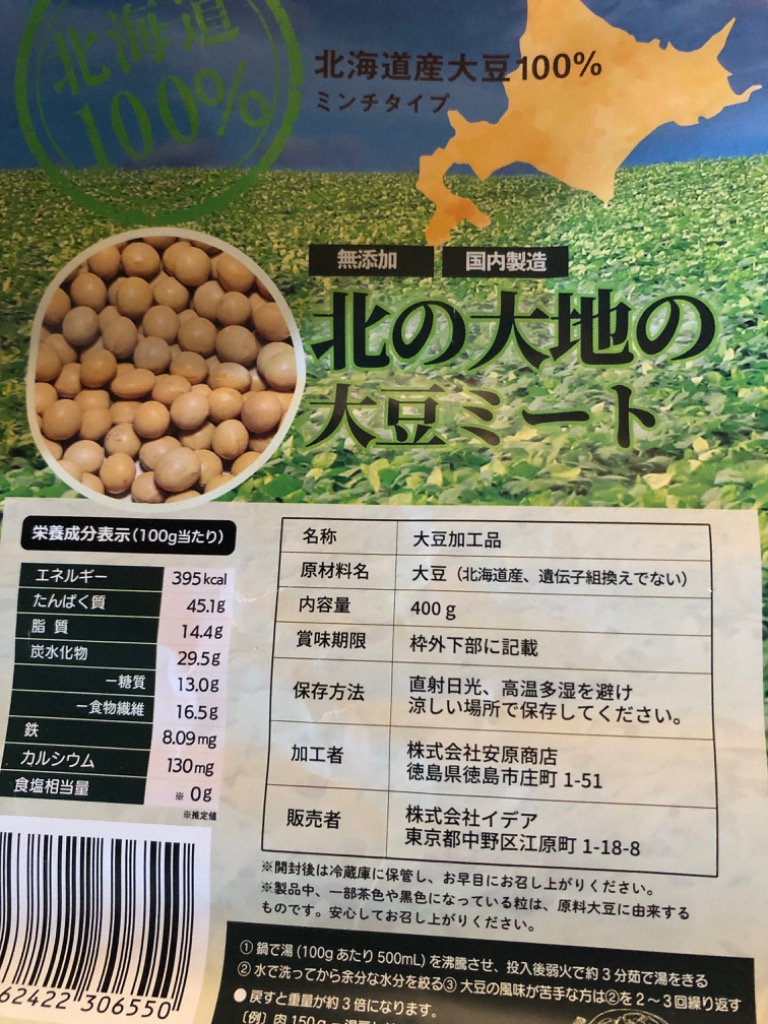 北海道
100%
北海道産大豆100%
ミンチタイプ
無添加 国内製造
北の大地の
大豆ミート
栄養成分表示(100g当たり)
エネルギー 395kcal
たんぱく質 45.1g
脂質 14.4g
炭水化物 29.5g
ー糖質 13.0g
ー食物繊維 16.5g
鉄 8.09mg
カルシウム 130mg
食塩相当量 ※0g
※推定値
名称 大豆加工品
原材料名 大豆(北海道産、遺伝子組換えでない)
内容量 400g
賞味期限 枠外下部に記載
保存方法 直射日光、高温多湿を避け
涼しい場所で保存してください。
加工者 株式会社安原商店
徳島県徳島市庄町 1-51
販売者 株式会社イデア
東京都中野区江原町 1-18-8
※開封後は冷蔵庫に保管し、お早目にお召し上がりください。
※製品中、一部茶色や黒色になっている粒は、原料大豆に由来する
ものです。安心してお召し上がりください。
62422 306550
① 鍋で湯(100gあたり500mL)を沸騰させ、投入後弱火で約3分茹で湯をきる
② 水で洗ってから余分な水分を絞る③ 大豆の風味が苦手な方は②を2〜3回繰り返す
● 戻すと重量が約3倍になります。
〔例〕肉150g